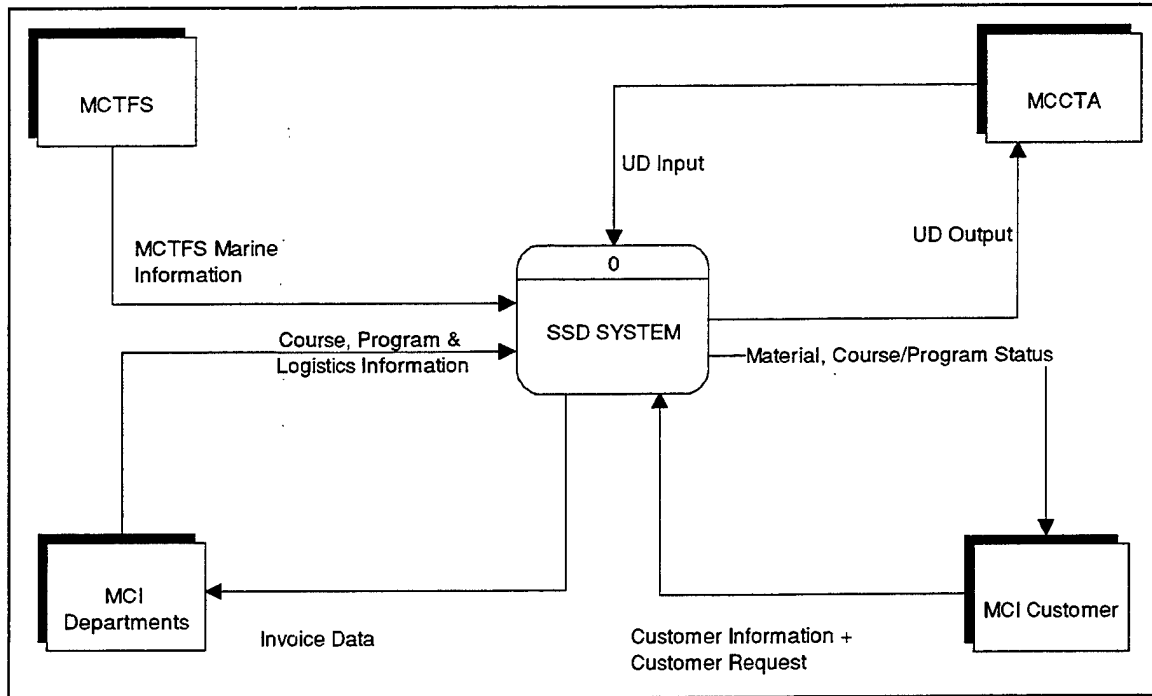 MCTFS
MCCTA
UD Input
UD Output
MCTFS Marine
Information
0
SSD SYSTEM
Course, Program &
Logistics Information
Material, Course/Program Status
MCI
Departments
MCI Customer
Invoice Data
Customer Information +
Customer Request